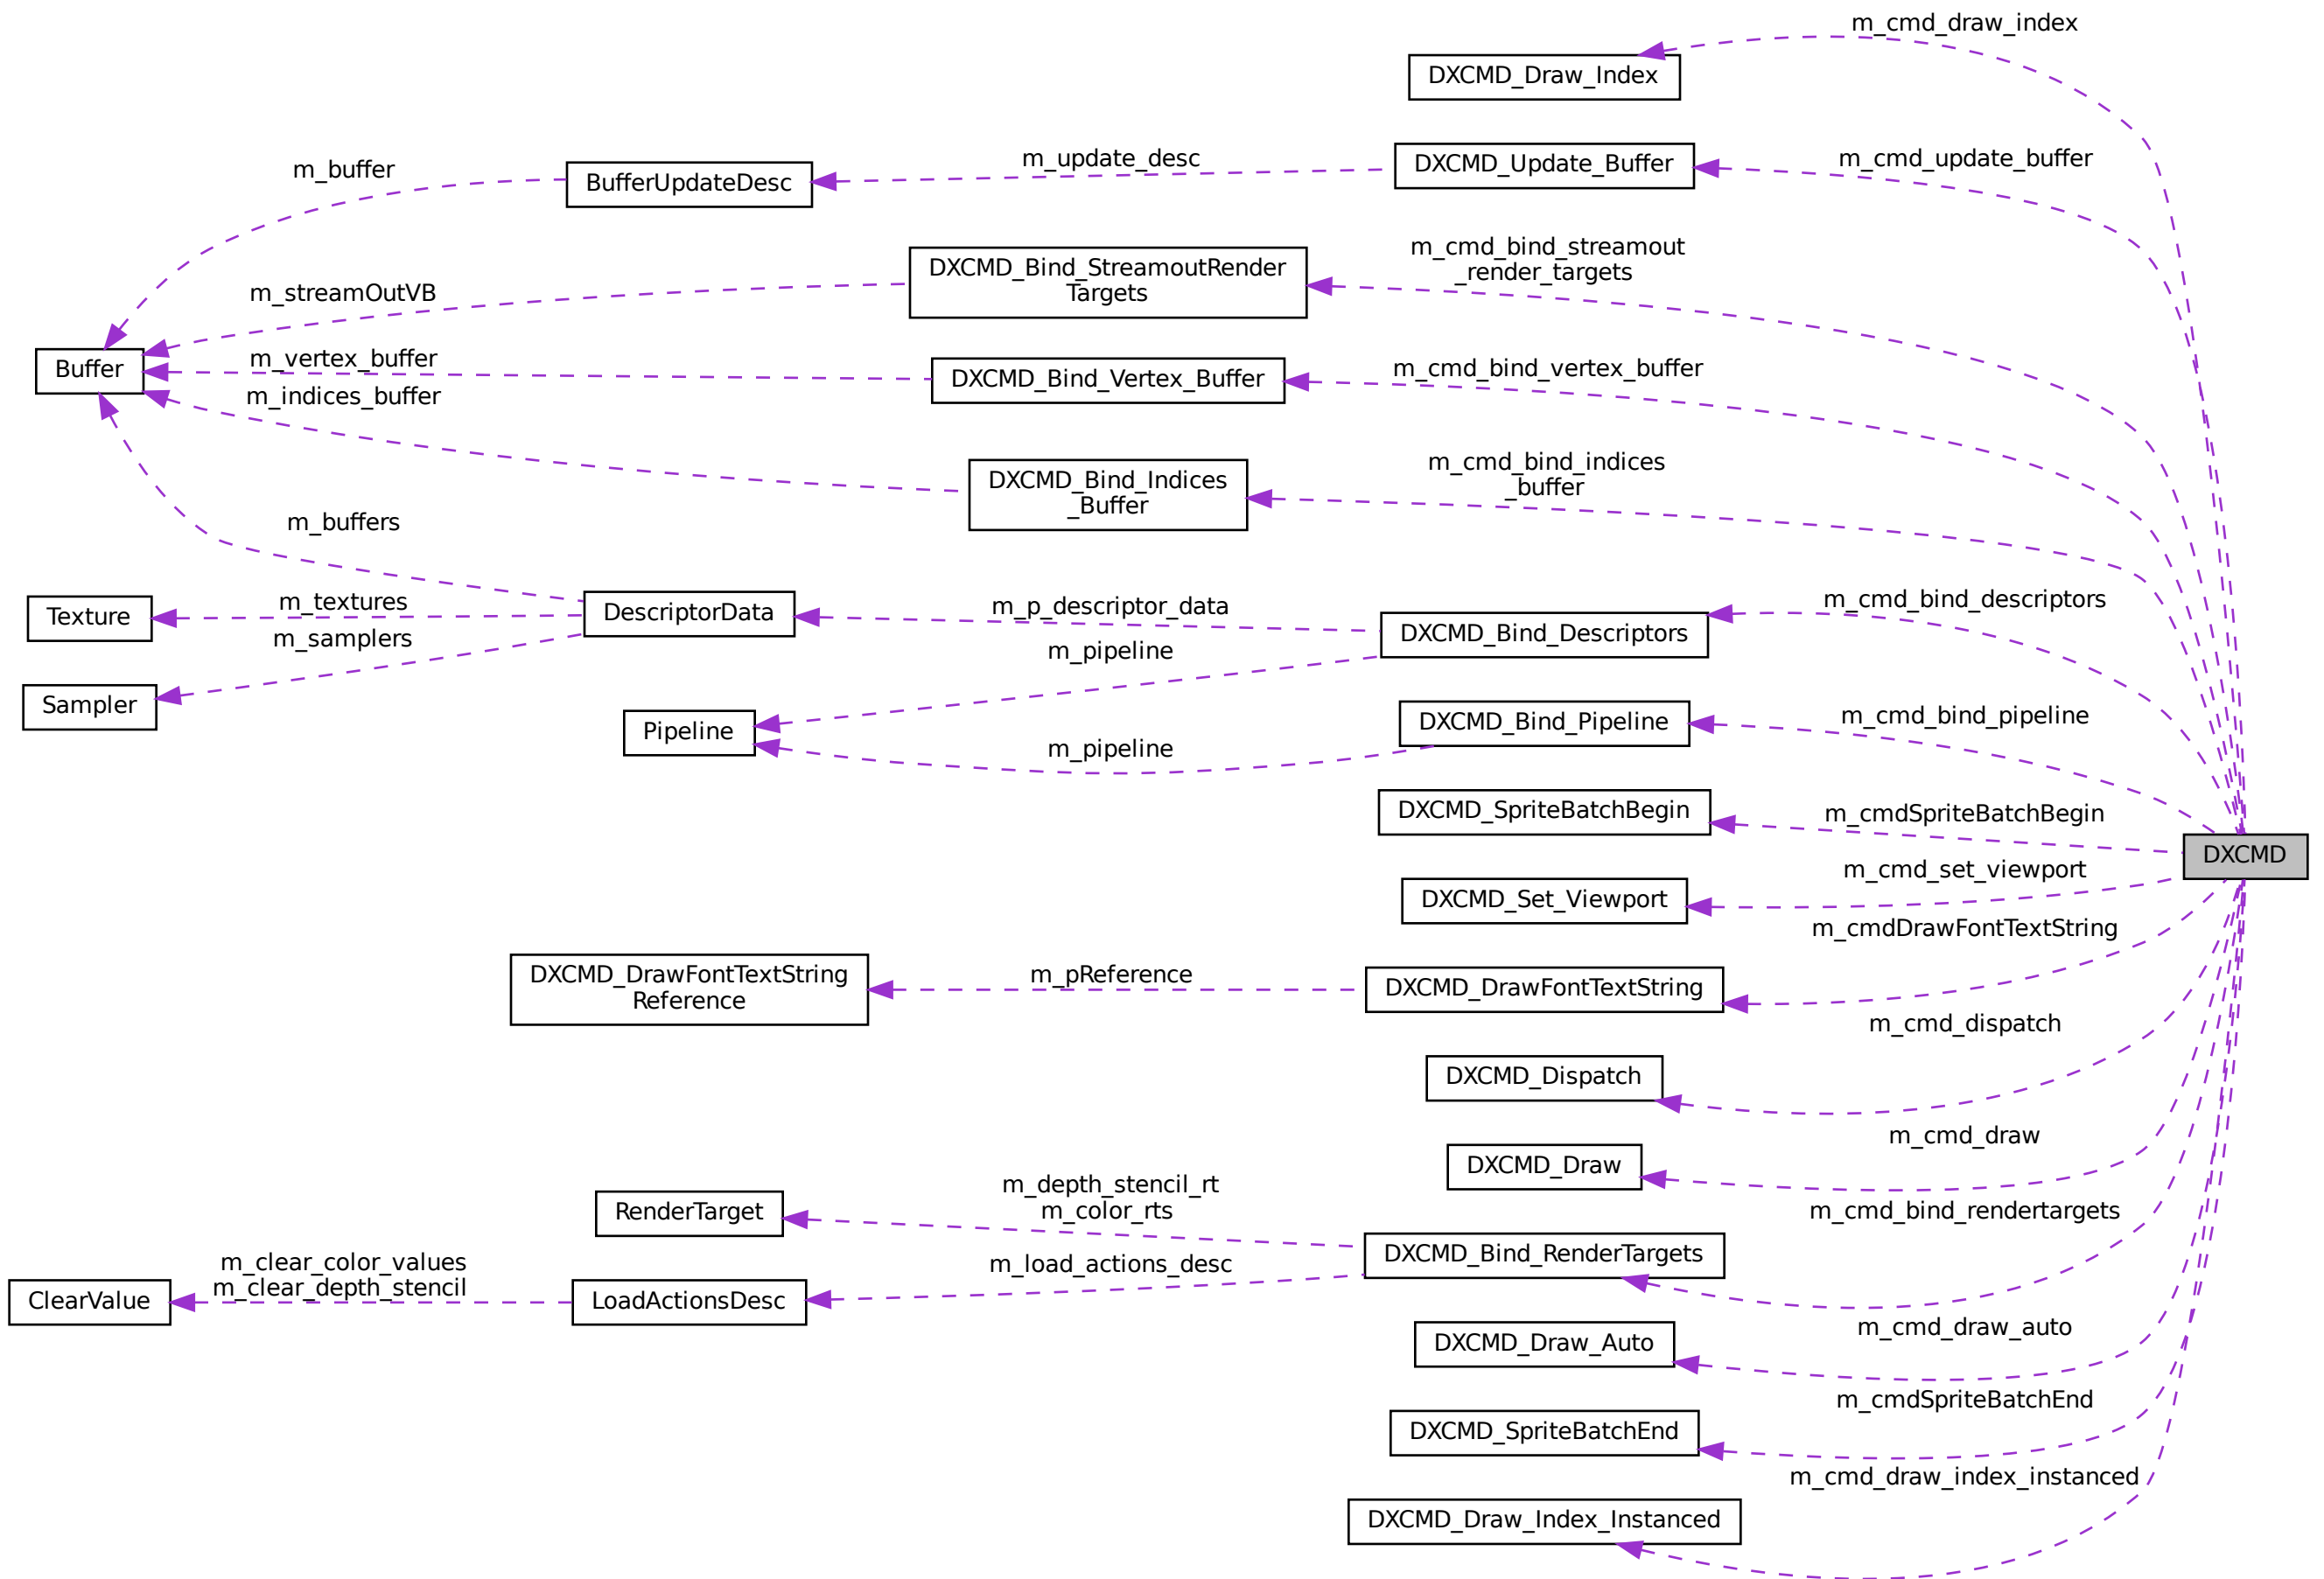 m_cmd_draw_index
DXCMD_Draw_Index
m_buffer
BufferUpdateDesc
m_update_desc
DXCMD_Update_Buffer
m_cmd_update_buffer
m_streamOutVB
DXCMD_Bind_StreamoutRender
Targets
m_cmd_bind_streamout
_render_targets
Buffer
m_vertex_buffer
DXCMD_Bind_Vertex_Buffer
m_cmd_bind_vertex_buffer
m_indices_buffer
DXCMD_Bind_Indices
_Buffer
m_cmd_bind_indices
_buffer
m_buffers
Texture
m_textures
DescriptorData
m_p_descriptor_data
DXCMD_Bind_Descriptors
m_cmd_bind_descriptors
m_samplers
Sampler
m_pipeline
Pipeline
m_pipeline
DXCMD_Bind_Pipeline
m_cmd_bind_pipeline
DXCMD_SpriteBatchBegin
m_cmdSpriteBatchBegin
DXCMD
DXCMD_Set_Viewport
m_cmd_set_viewport
DXCMD_DrawFontTextString
Reference
m_pReference
DXCMD_DrawFontTextString
m_cmdDrawFontTextString
DXCMD_Dispatch
m_cmd_dispatch
DXCMD_Draw
m_cmd_draw
RenderTarget
m_depth_stencil_rt
m_color_rts
DXCMD_Bind_RenderTargets
m_cmd_bind_rendertargets
ClearValue
m_clear_color_values
m_clear_depth_stencil
LoadActionsDesc
m_load_actions_desc
DXCMD_Draw_Auto
m_cmd_draw_auto
DXCMD_SpriteBatchEnd
m_cmdSpriteBatchEnd
DXCMD_Draw_Index_Instanced
m_cmd_draw_index_instanced